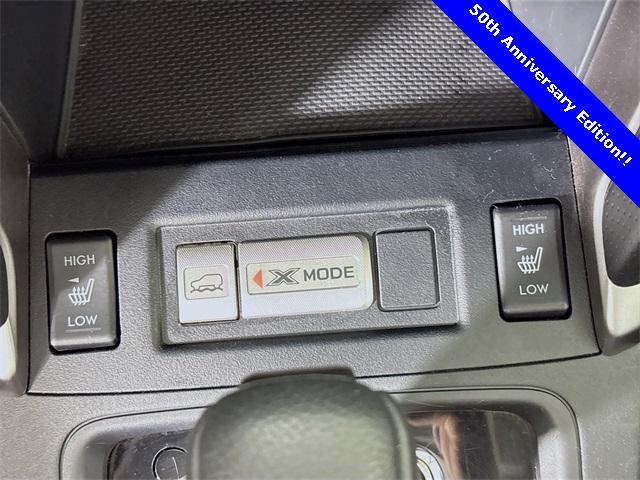 50th Anniversary Edition!!
HIGH
LOW
X MODE
HIGH
LOW